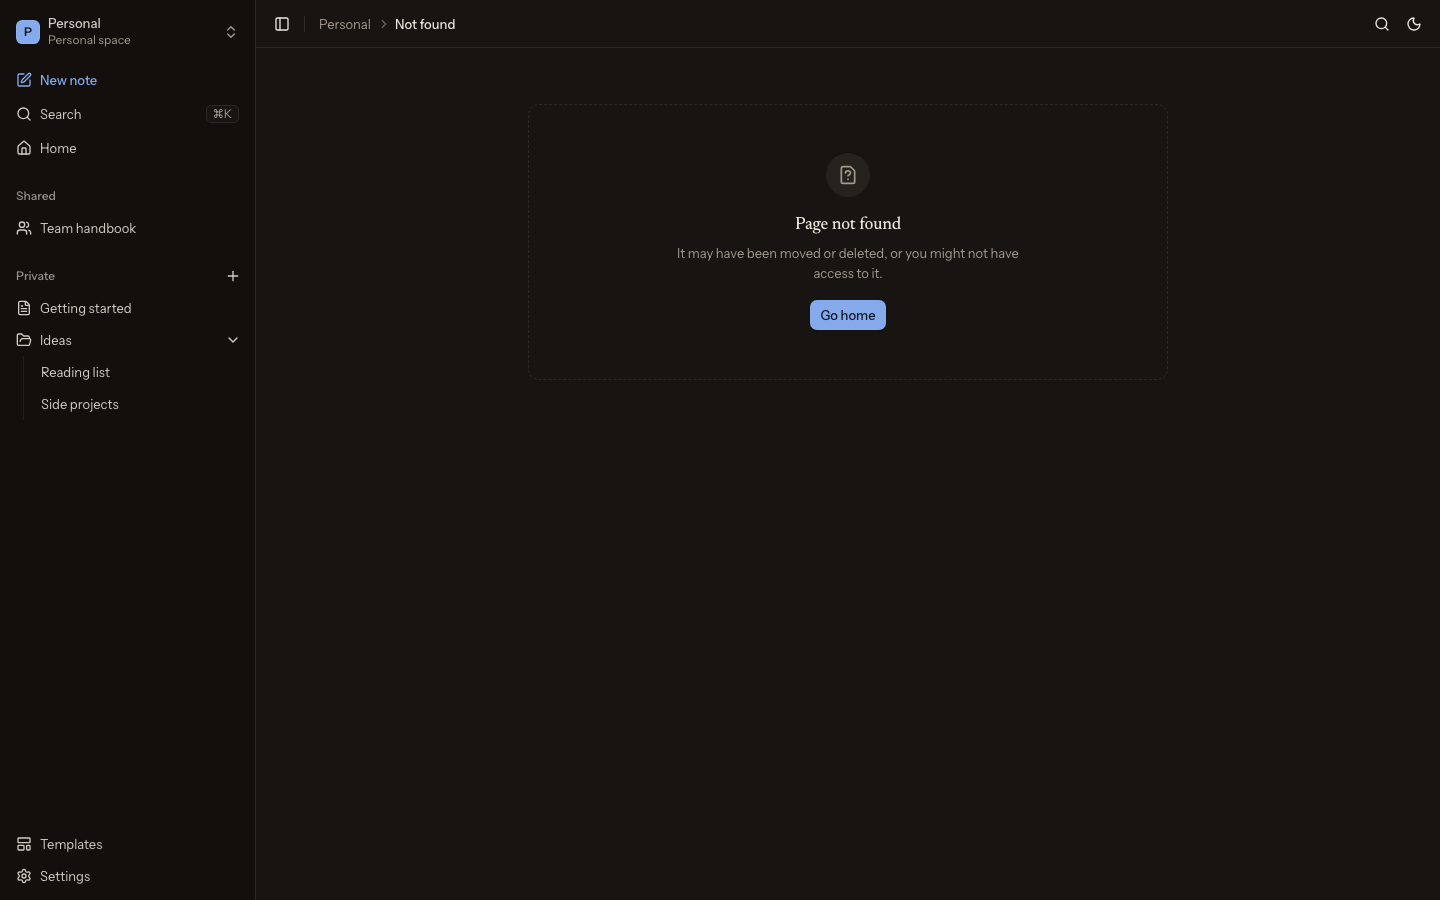 P
Personal
Personal space
New note
Search
⌘K
Home
Shared
Team handbook
Private
Getting started
Ideas
Reading list
Side projects
Templates
Settings
Personal
Not found
Page not found
It may have been moved or deleted, or you might not have
access to it.
Go home